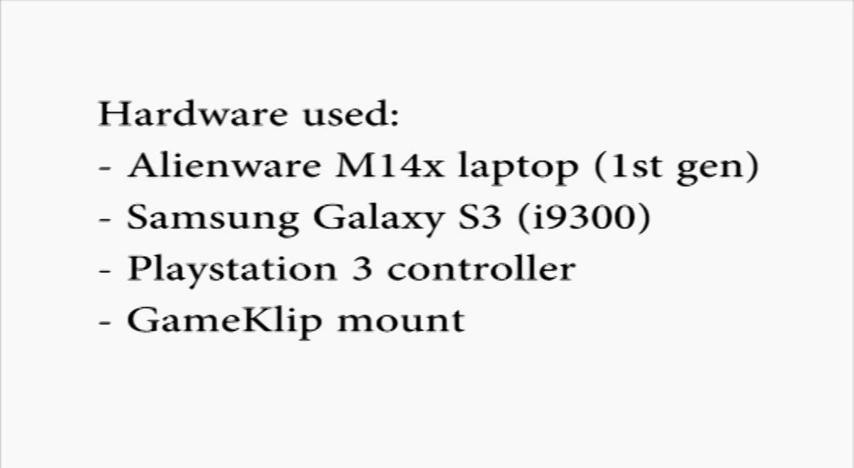 Hardware used:
- Alienware M14x laptop (1st gen)
- Samsung Galaxy S3 (i9300)
- Playstation 3 controller
- GameKlip mount